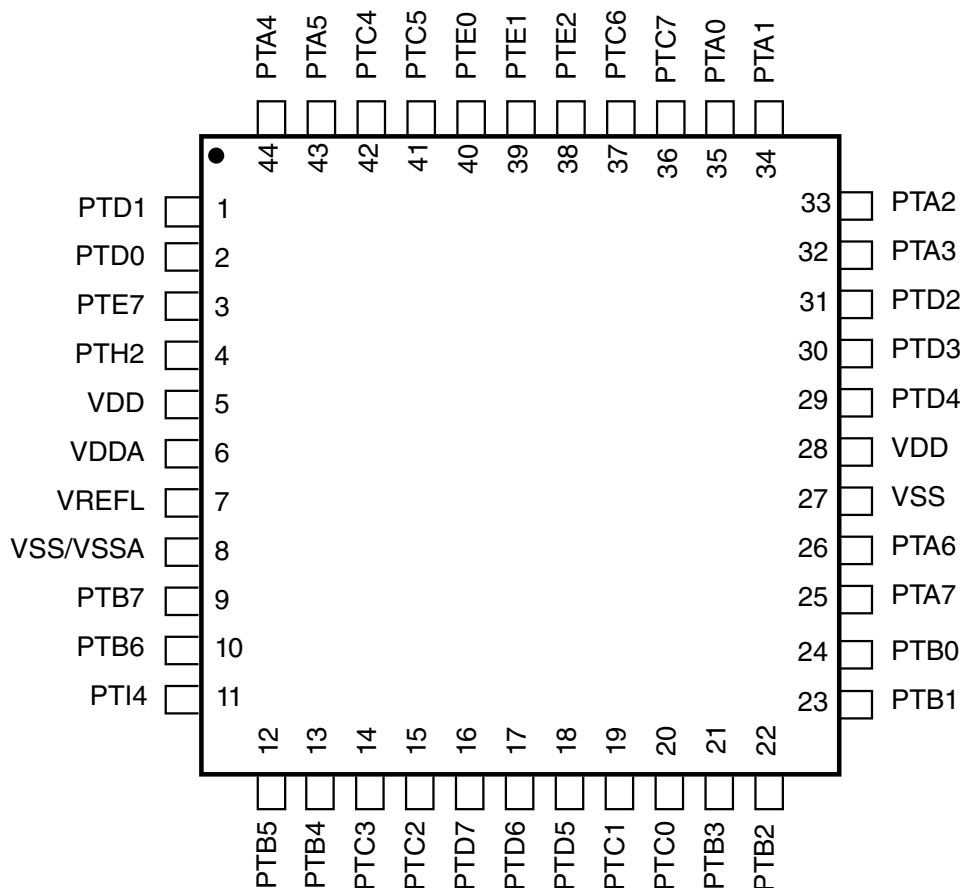 PTA4 PTA5 PTC4 PTC5 PTE0 PTE1 PTE2 PTC6 PTC7 PTA0 PTA1
44 43 42 41 40 39 38 37 36 35 34
PTD1 1 33 PTA2
PTD0 2 32 PTA3
PTE7 3 31 PTD2
PTH2 4 30 PTD3
VDD 5 29 PTD4
VDDA 6 28 VDD
VREFL 7 27 VSS
VSS/VSSA 8 26 PTA6
PTB7 9 25 PTA7
PTB6 10 24 PTB0
PTI4 11 23 PTB1
12 13 14 15 16 17 18 19 20 21 22
PTB5 PTB4 PTC3 PTC2 PTD7 PTD6 PTD5 PTC1 PTC0 PTB3 PTB2